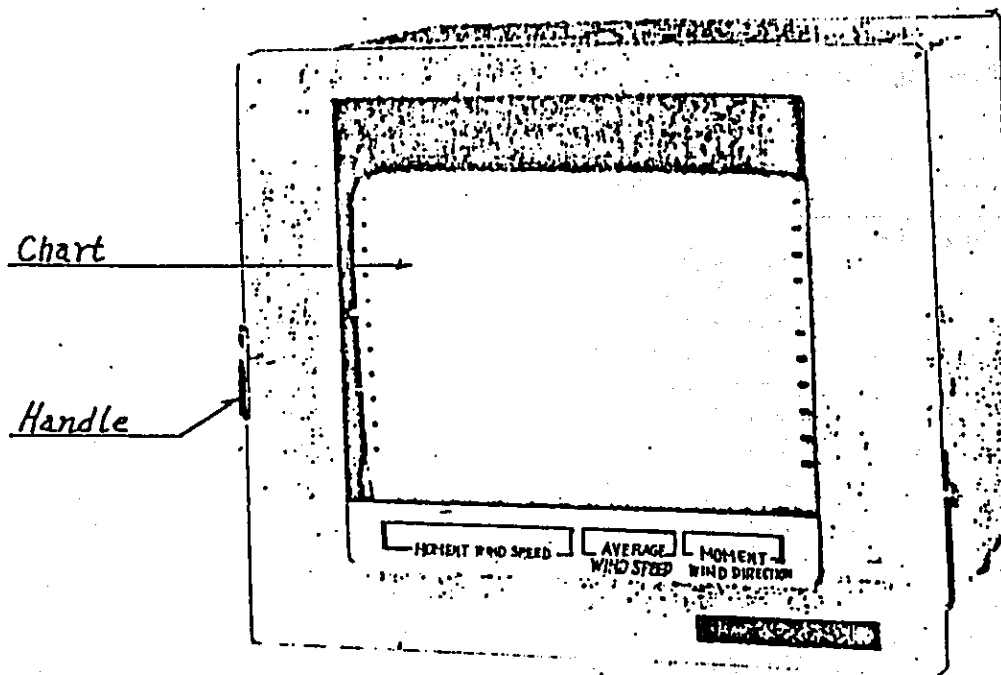 Chart
Handle
MOMENT WIND SPEED
AVERAGE
WIND SPEED
MOMENT
WIND DIRECTION